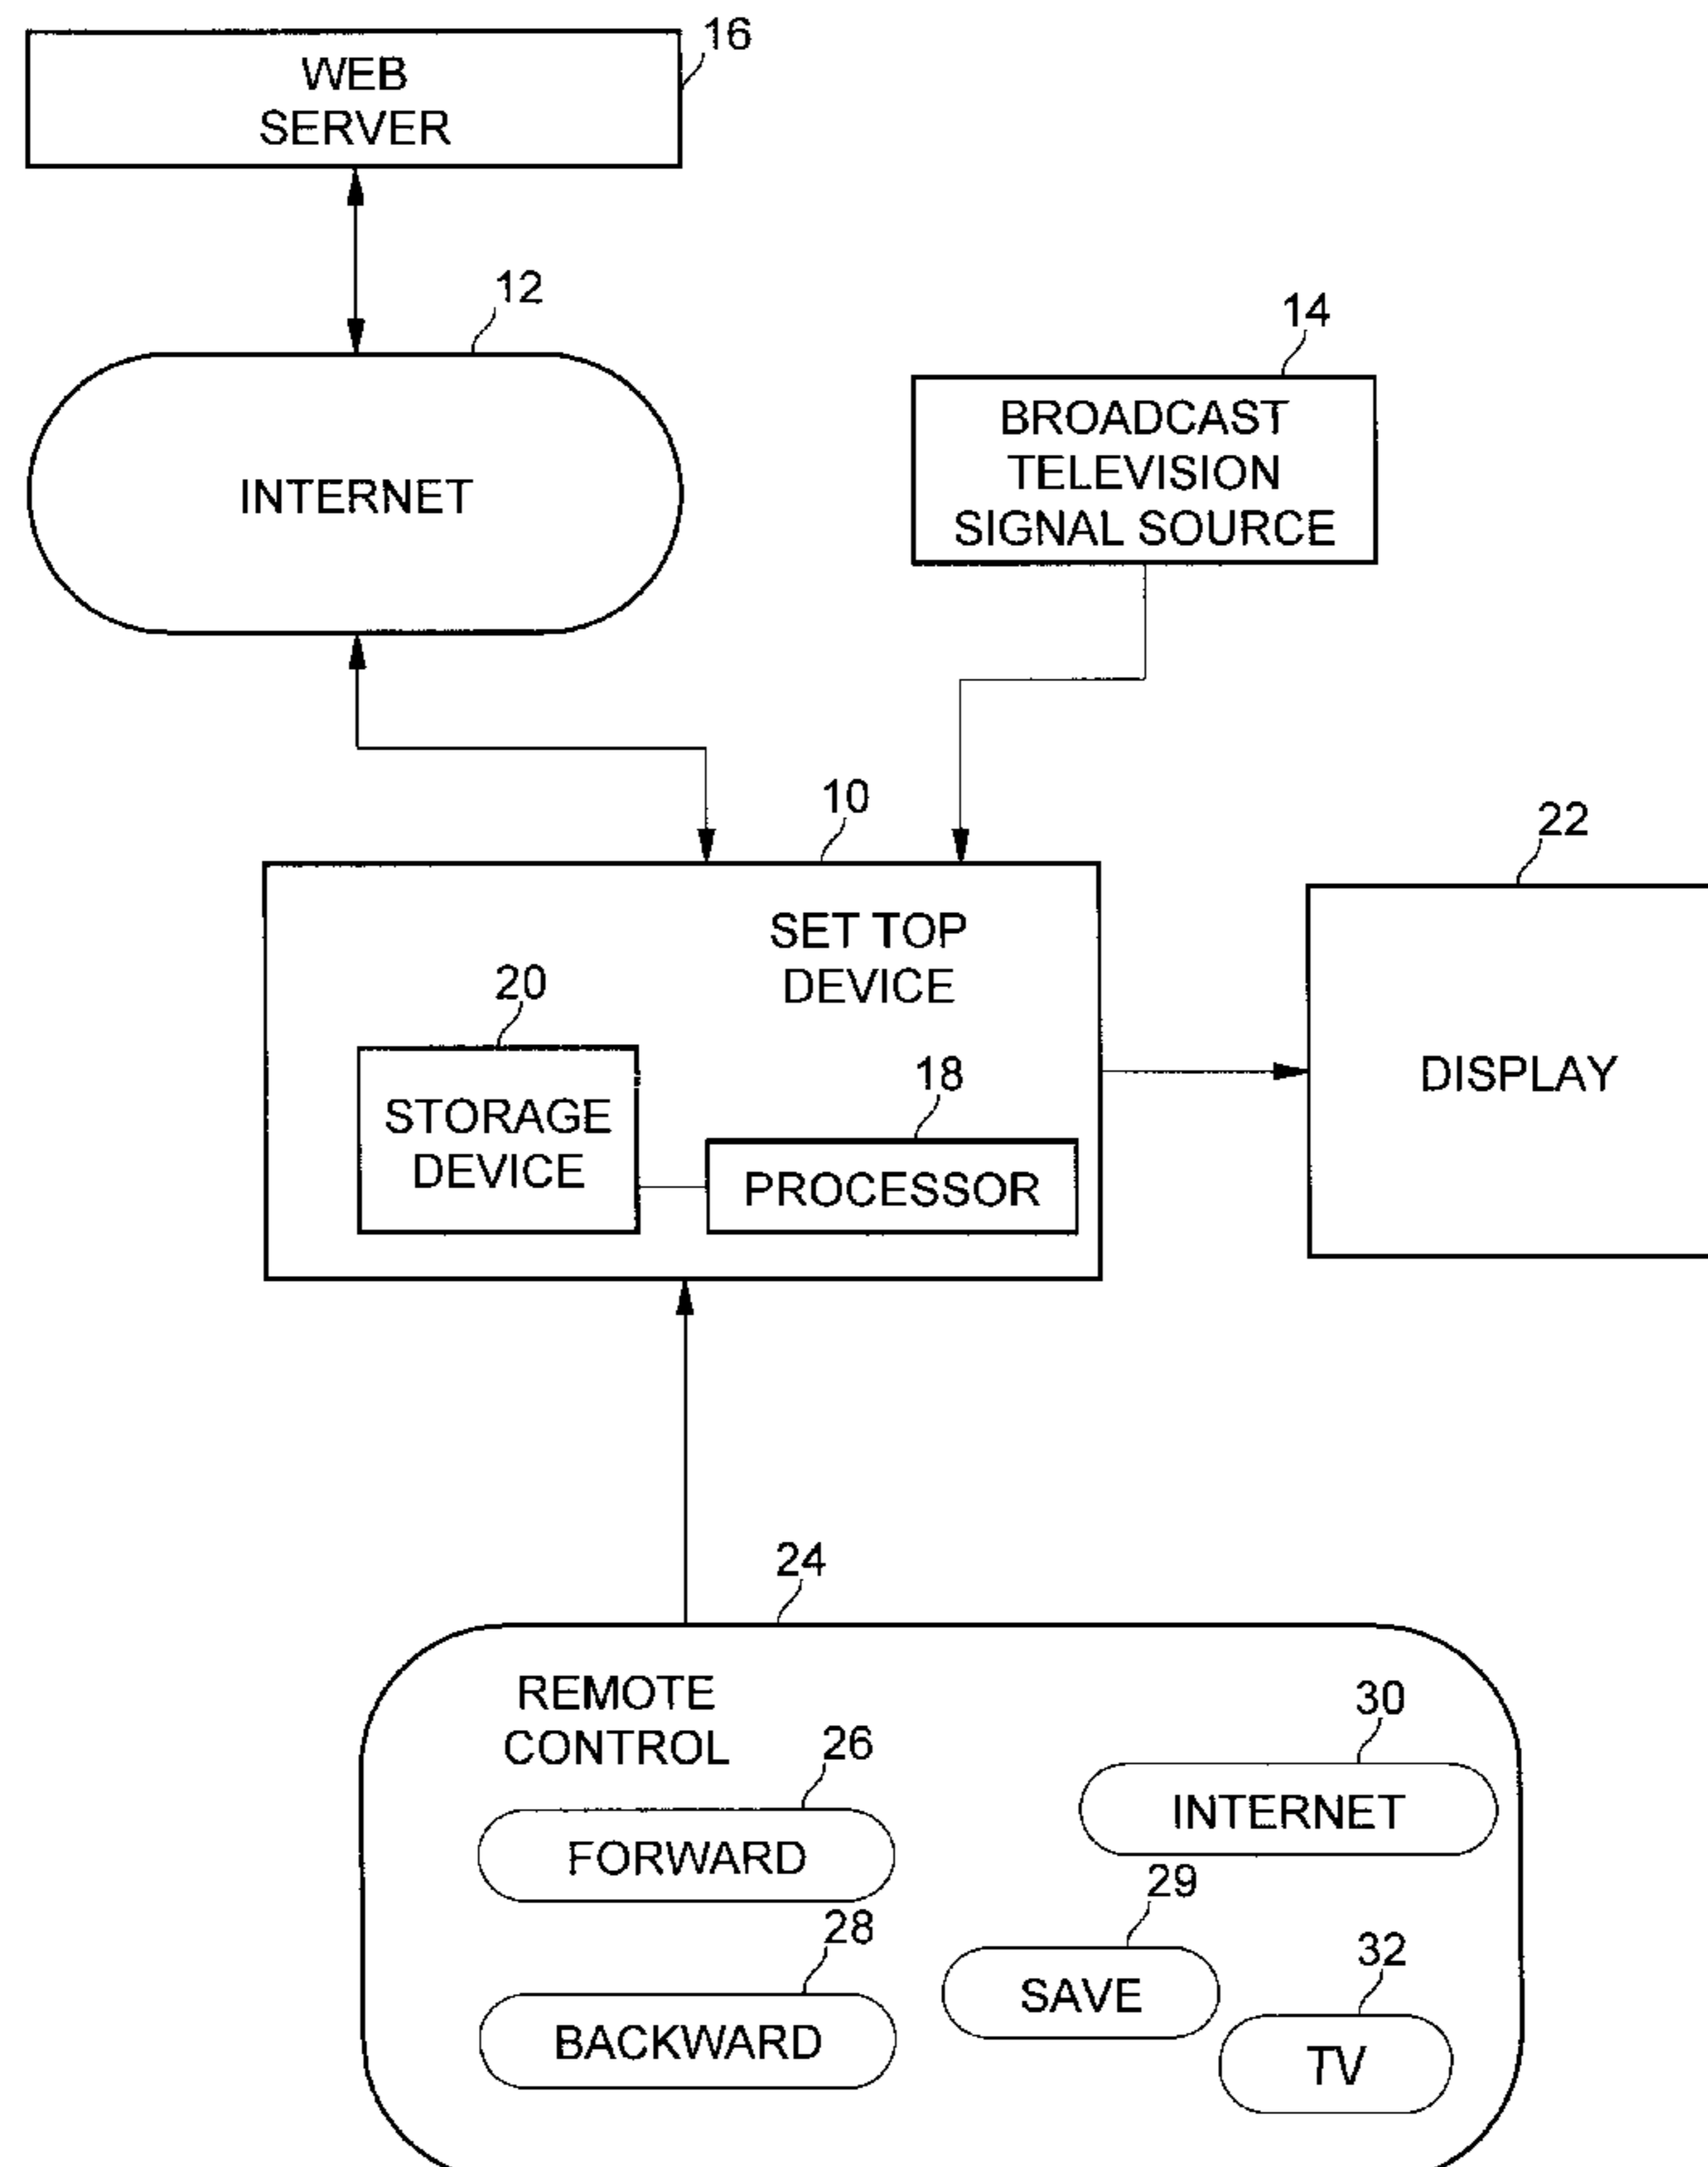 16
WEB
SERVER
12
14
INTERNET
BROADCAST
TELEVISION
SIGNAL SOURCE
10
22
SET TOP
DEVICE
20
18
STORAGE
DEVICE
PROCESSOR
DISPLAY
24
REMOTE
CONTROL
26
FORWARD
28
BACKWARD
30
INTERNET
29
SAVE
32
TV